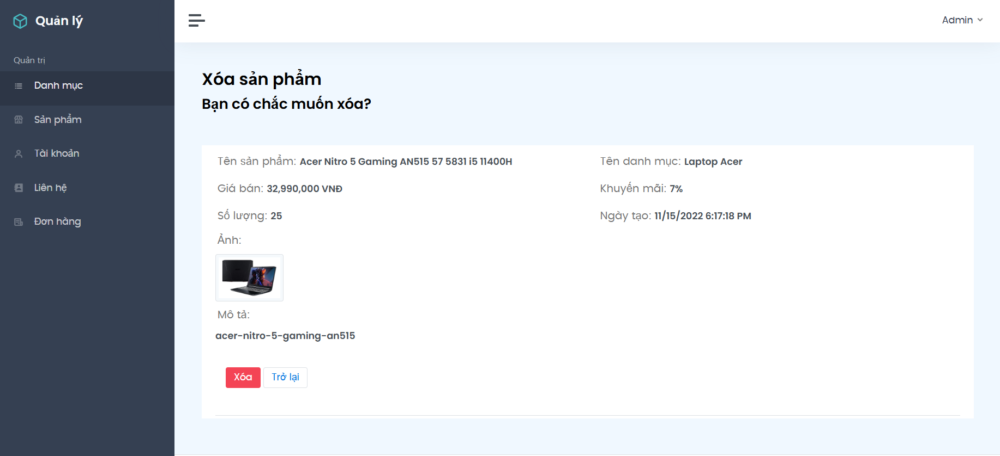 Quản lý
Admin
Quản trị
Danh mục
Sản phẩm
Tài khoản
Liên hệ
Đơn hàng
Xóa sản phẩm
Bạn có chắc muốn xóa?
Tên sản phẩm: Acer Nitro 5 Gaming AN515 57 5831 i5 11400H
Tên danh mục: Laptop Acer
Giá bán: 32,990,000 VNĐ
Khuyến mãi: 7%
Số lượng: 25
Ngày tạo: 11/15/2022 6:17:18 PM
Ảnh:
Mô tả:
acer-nitro-5-gaming-an515
Xóa
Trở lại